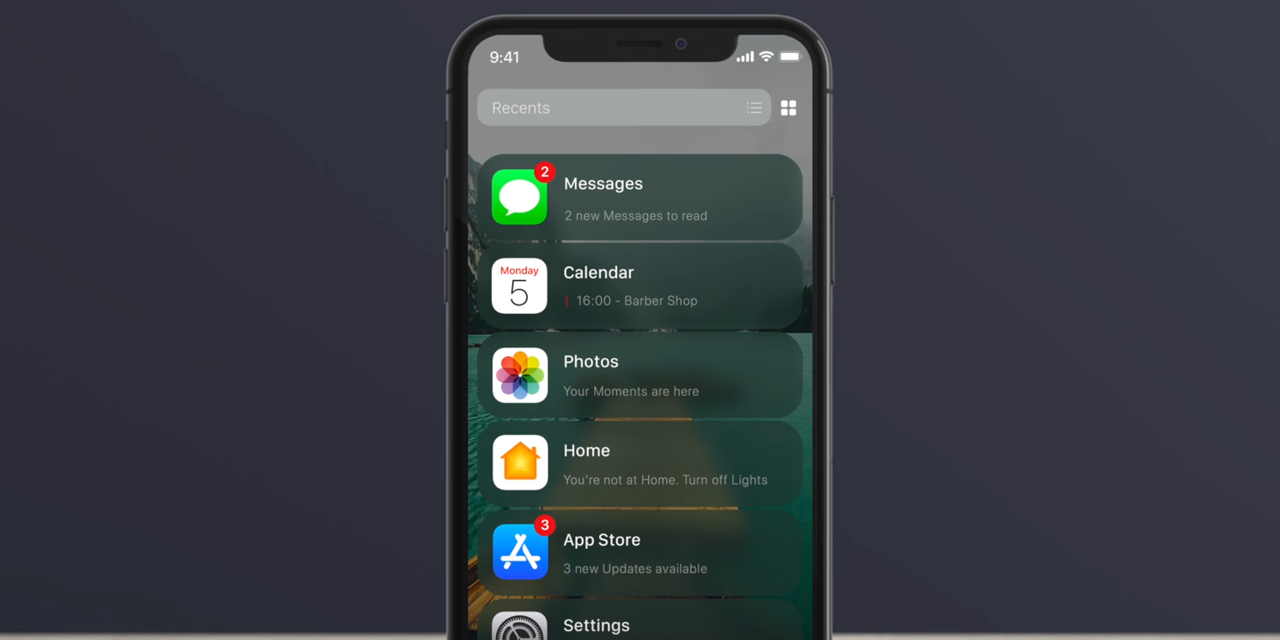 9:41
Recents
2
Messages
2 new Messages to read
Monday
5
Calendar
16:00 - Barber Shop
Photos
Your Moments are here
Home
You're not at Home. Turn off Lights
3
App Store
3 new Updates available
Settings